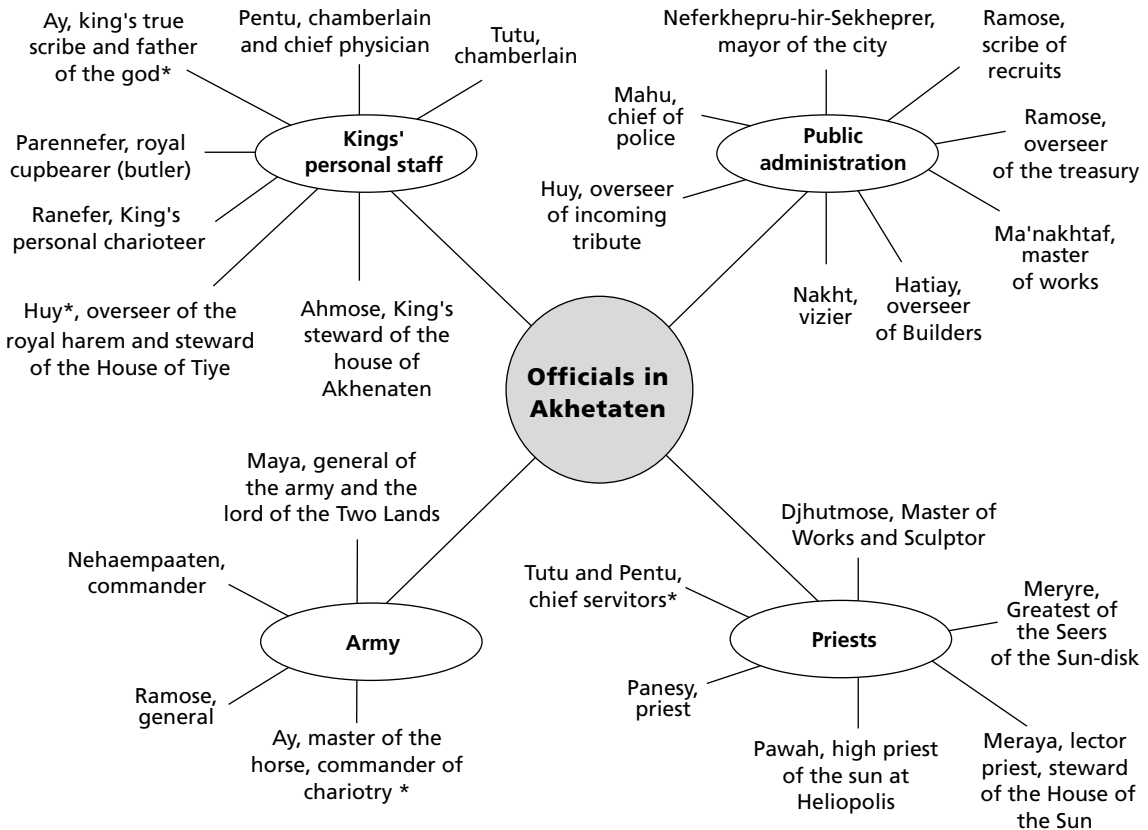 Ay, king's true
scribe and father
of the god*
Pentu, chamberlain
and chief physician
Tutu,
chamberlain
Parennefer, royal
cupbearer (butler)
Kings'
personal staff
Ranefer, King's
personal charioteer
Huy*, overseer of the
royal harem and steward
of the House of Tiye
Ahmose, King's
steward of the
house of
Akhenaten
Neferkhepru-hir-Sekheprer,
mayor of the city
Ramose,
scribe of
recruits
Mahu,
chief of
police
Public
administration
Ramose,
overseer
of the treasury
Huy, overseer
of incoming
tribute
Nakht,
vizier
Hatiay,
overseer
of Builders
Ma'nakhtaf,
master
of works
Officials in
Akhetaten
Maya, general of
the army and the
lord of the Two Lands
Nehaempaaten,
commander
Army
Ramose,
general
Ay, master of the
horse, commander of
chariotry *
Djhutmose, Master of
Works and Sculptor
Tutu and Pentu,
chief servitors*
Meryre,
Greatest of
the Seers
of the Sun-disk
Priests
Panesy,
priest
Pawah, high priest
of the sun at
Heliopolis
Meraya, lector
priest, steward
of the House of
the Sun